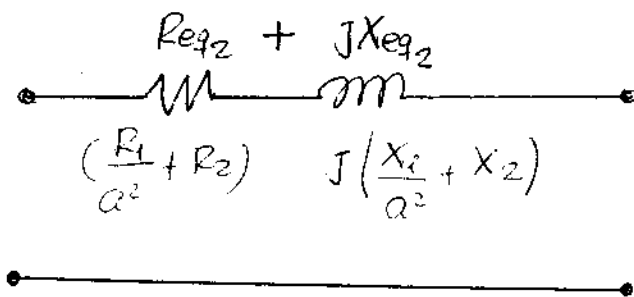 Req₂ + JXeq₂
(R₁/a² + R₂) J(X₁/a² + X₂)